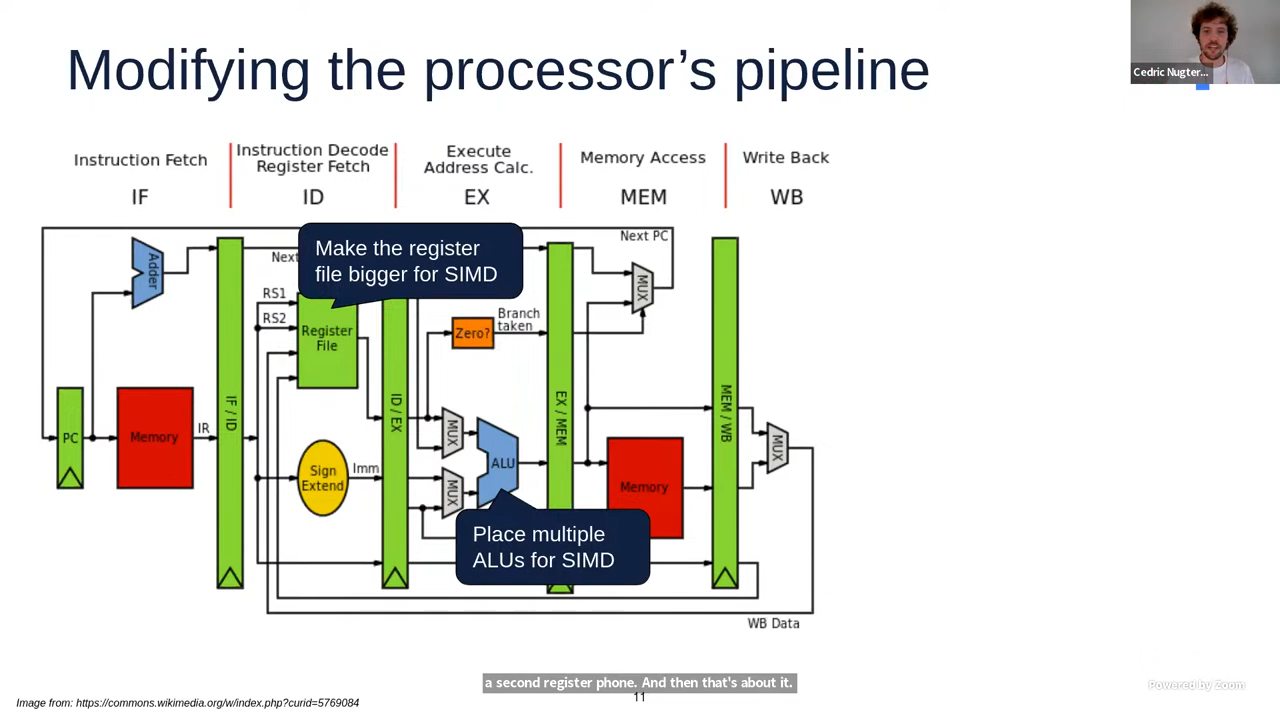 Modifying the processor's pipeline
Cedric Nugter...
Instruction Fetch
IF
Instruction Decode
Register Fetch
ID
Execute
Address Calc.
EX
Memory Access
MEM
Write Back
WB
Make the register
file bigger for SIMD
Next PC
Adder
Next
MUX
RS1
RS2
Register
File
Zero?
Branch
taken
PC
Memory
IR
IF / ID
Sign
Extend
Imm
ID / EX
MUX
MUX
ALU
EX / MEM
Memory
MEM / WB
MUX
Place multiple
ALUs for SIMD
WB Data
a second register phone. And then that's about it.
11
Image from: https://commons.wikimedia.org/w/index.php?curid=5769084
Powered by Zoom